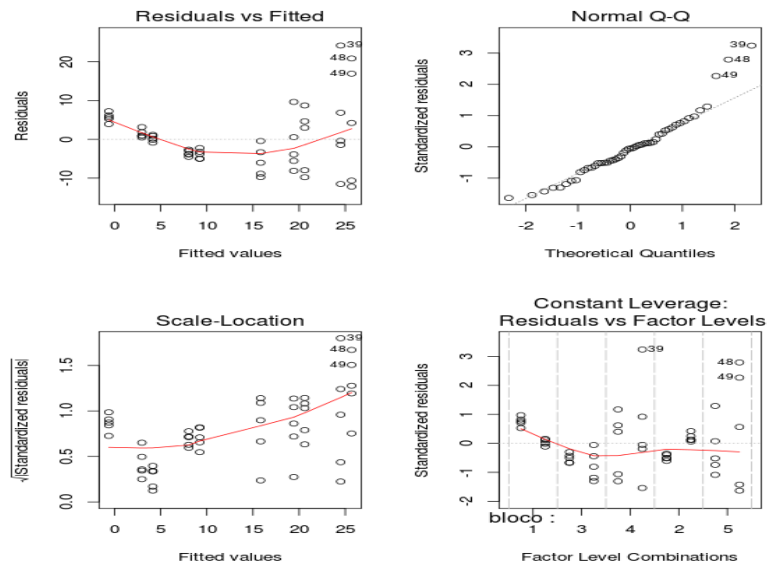 Residuals vs Fitted
Residuals
20
10
0
-10
39
48
49
0 5 10 15 20 25
Fitted values
Normal Q-Q
Standardized residuals
3
2
1
0
-1
39
48
49
-2 -1 0 1 2
Theoretical Quantiles
Scale-Location
√|Standardized residuals|
1.5
1.0
0.5
0.0
39
48
49
0 5 10 15 20 25
Fitted values
Constant Leverage:
Residuals vs Factor Levels
Standardized residuals
3
2
1
0
-1
-2
39
48
49
bloco :
1 3 4 2 5
Factor Level Combinations